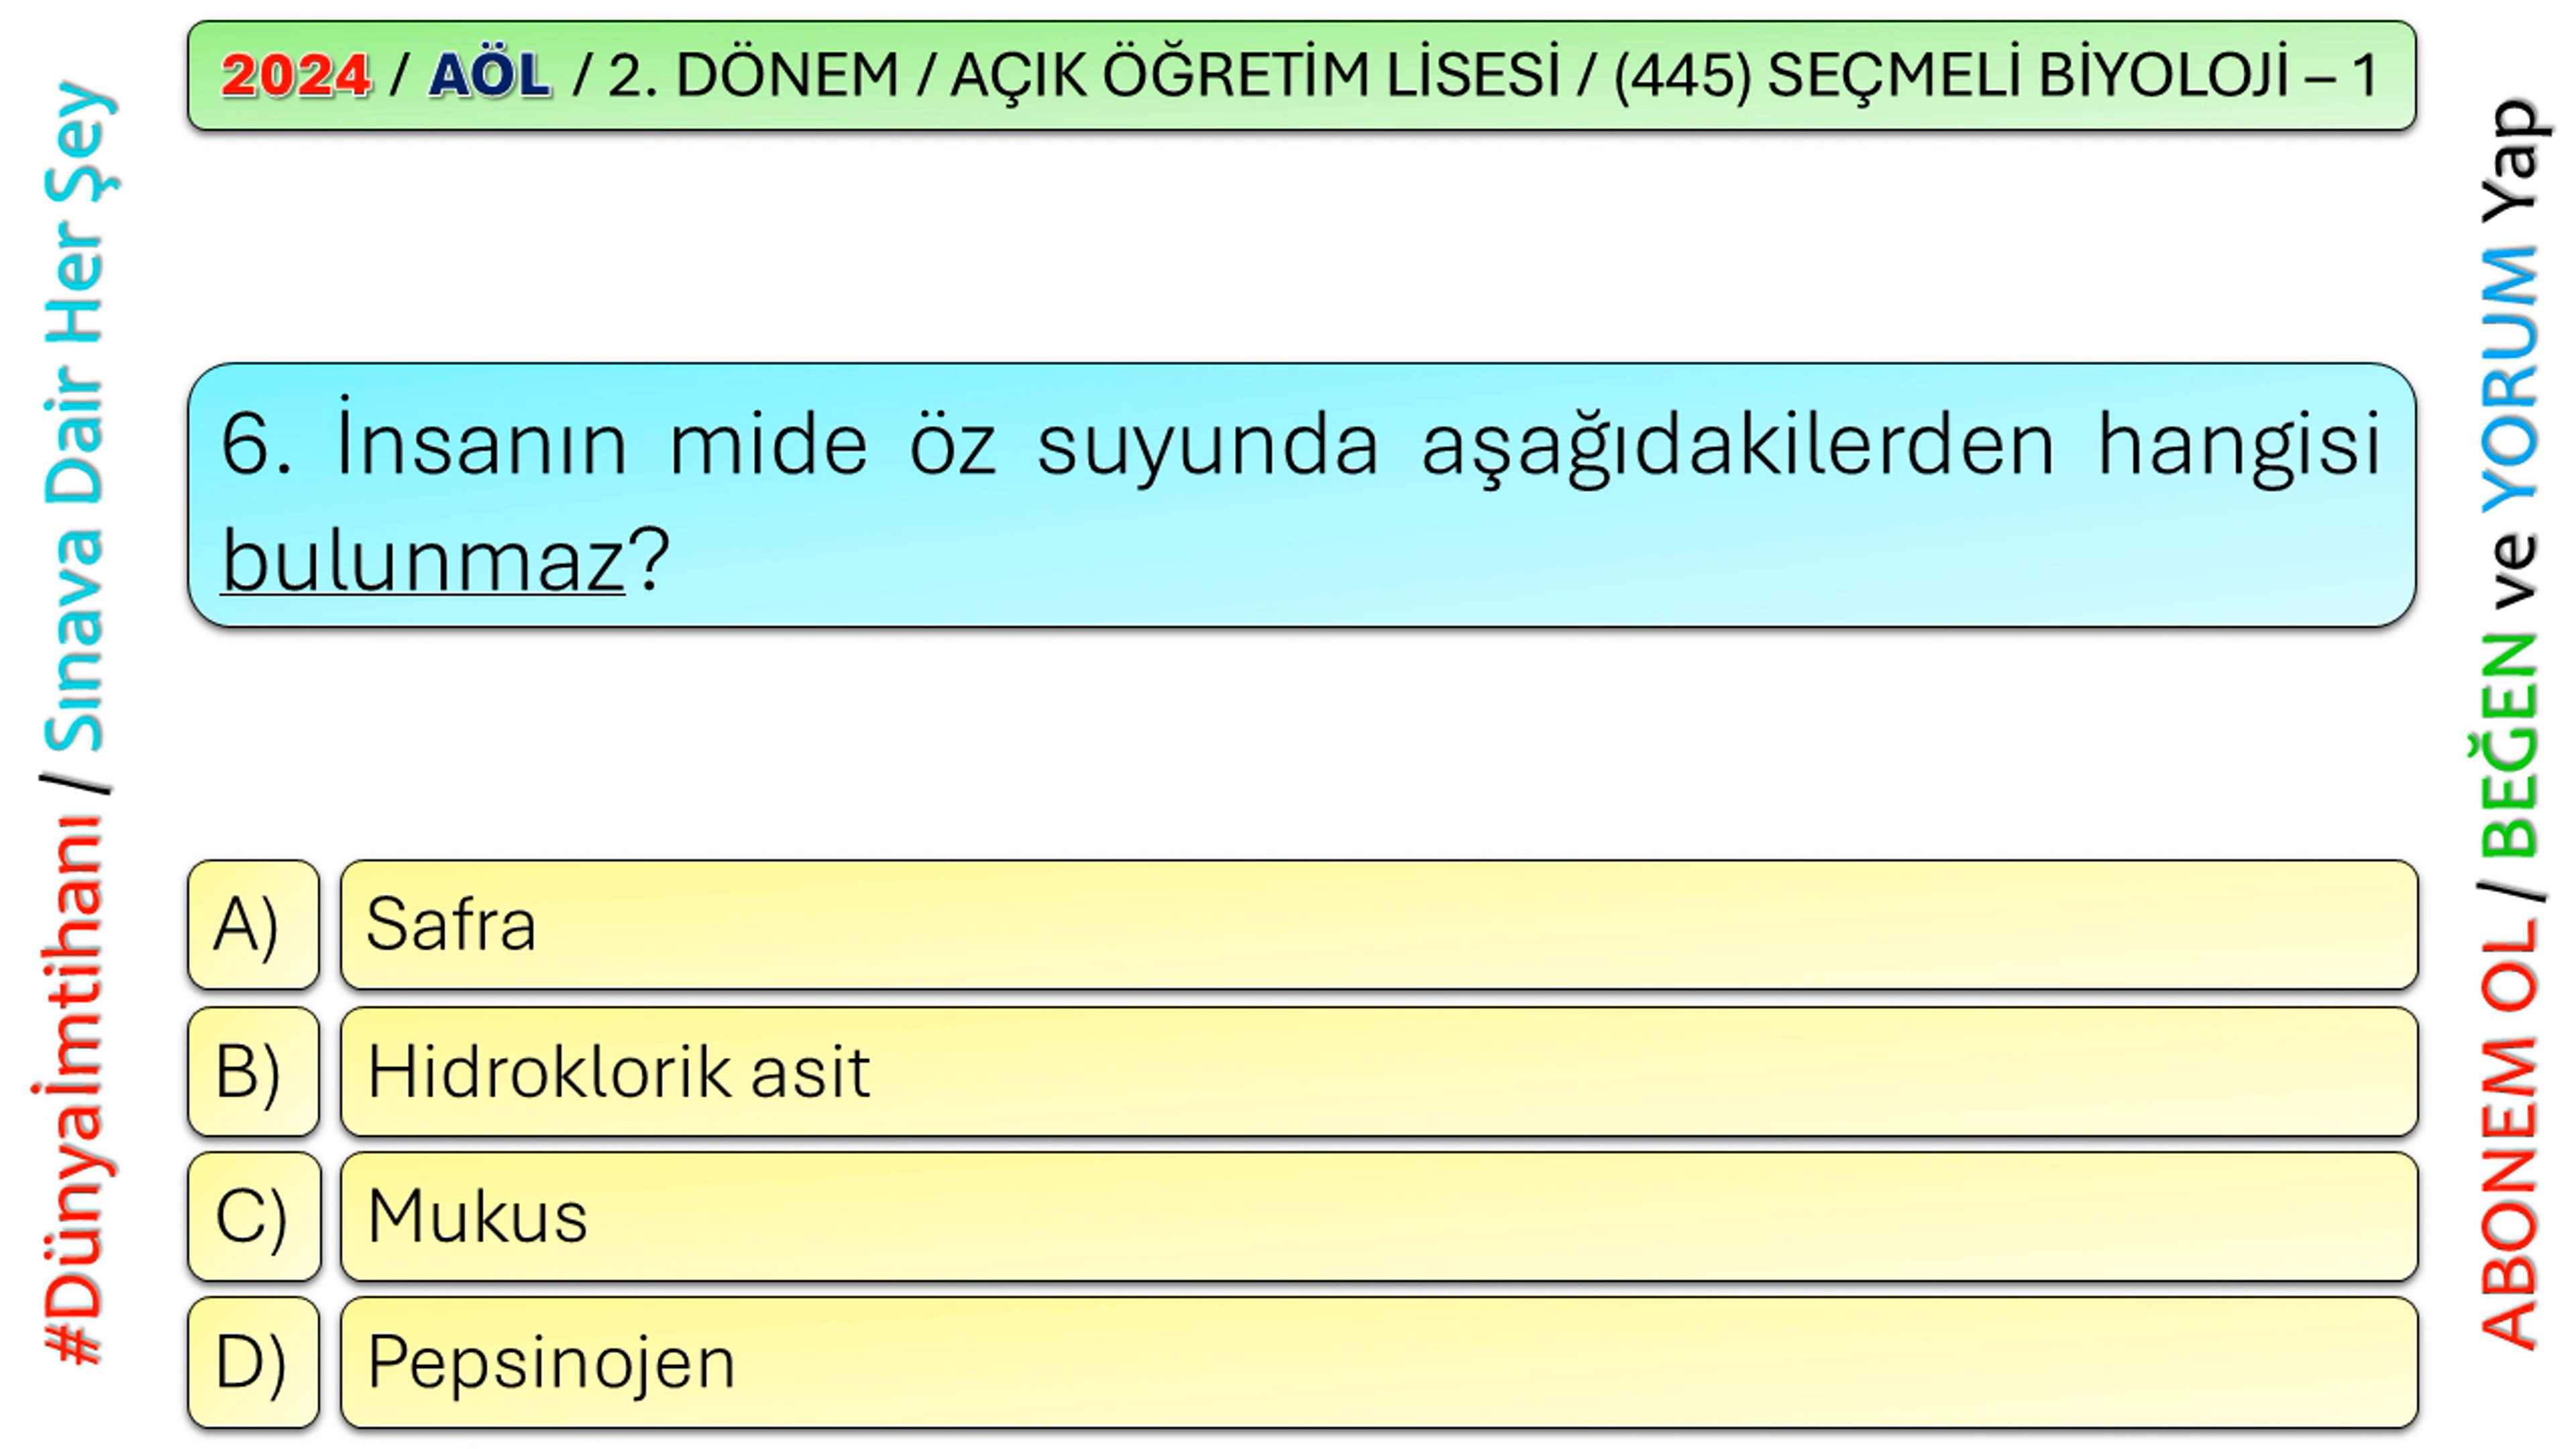 2024 / AÖL / 2. DÖNEM / AÇIK ÖĞRETİM LİSESİ / (445) SEÇMELİ BİYOLOJİ – 1
#Dünyaİmtihanı / Sınava Dair Her Şey
6. İnsanın mide öz suyunda aşağıdakilerden hangisi
bulunmaz?
A) Safra
B) Hidroklorik asit
C) Mukus
D) Pepsinojen
ABONEM OL / BEĞEN ve YORUM Yap